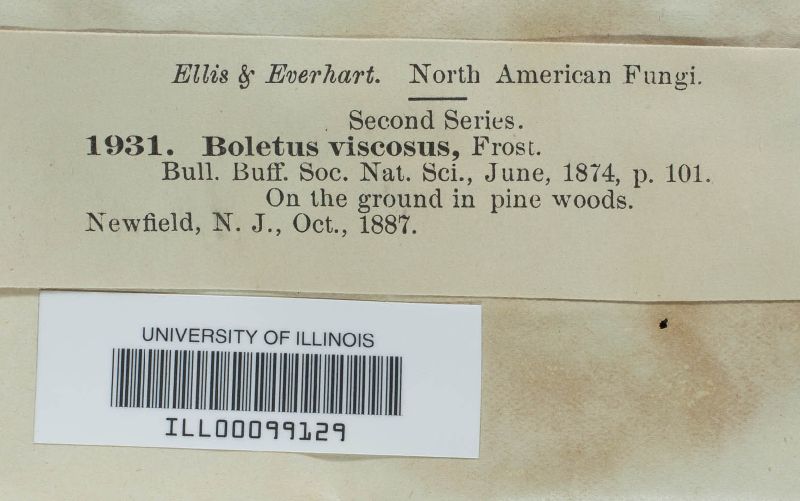 Ellis & Everhart. North American Fungi.
Second Series.
1931. Boletus viscosus, Frost.
Bull. Buff. Soc. Nat. Sci., June, 1874, p. 101.
On the ground in pine woods.
Newfield, N. J., Oct., 1887.
UNIVERSITY OF ILLINOIS
ILL00099129